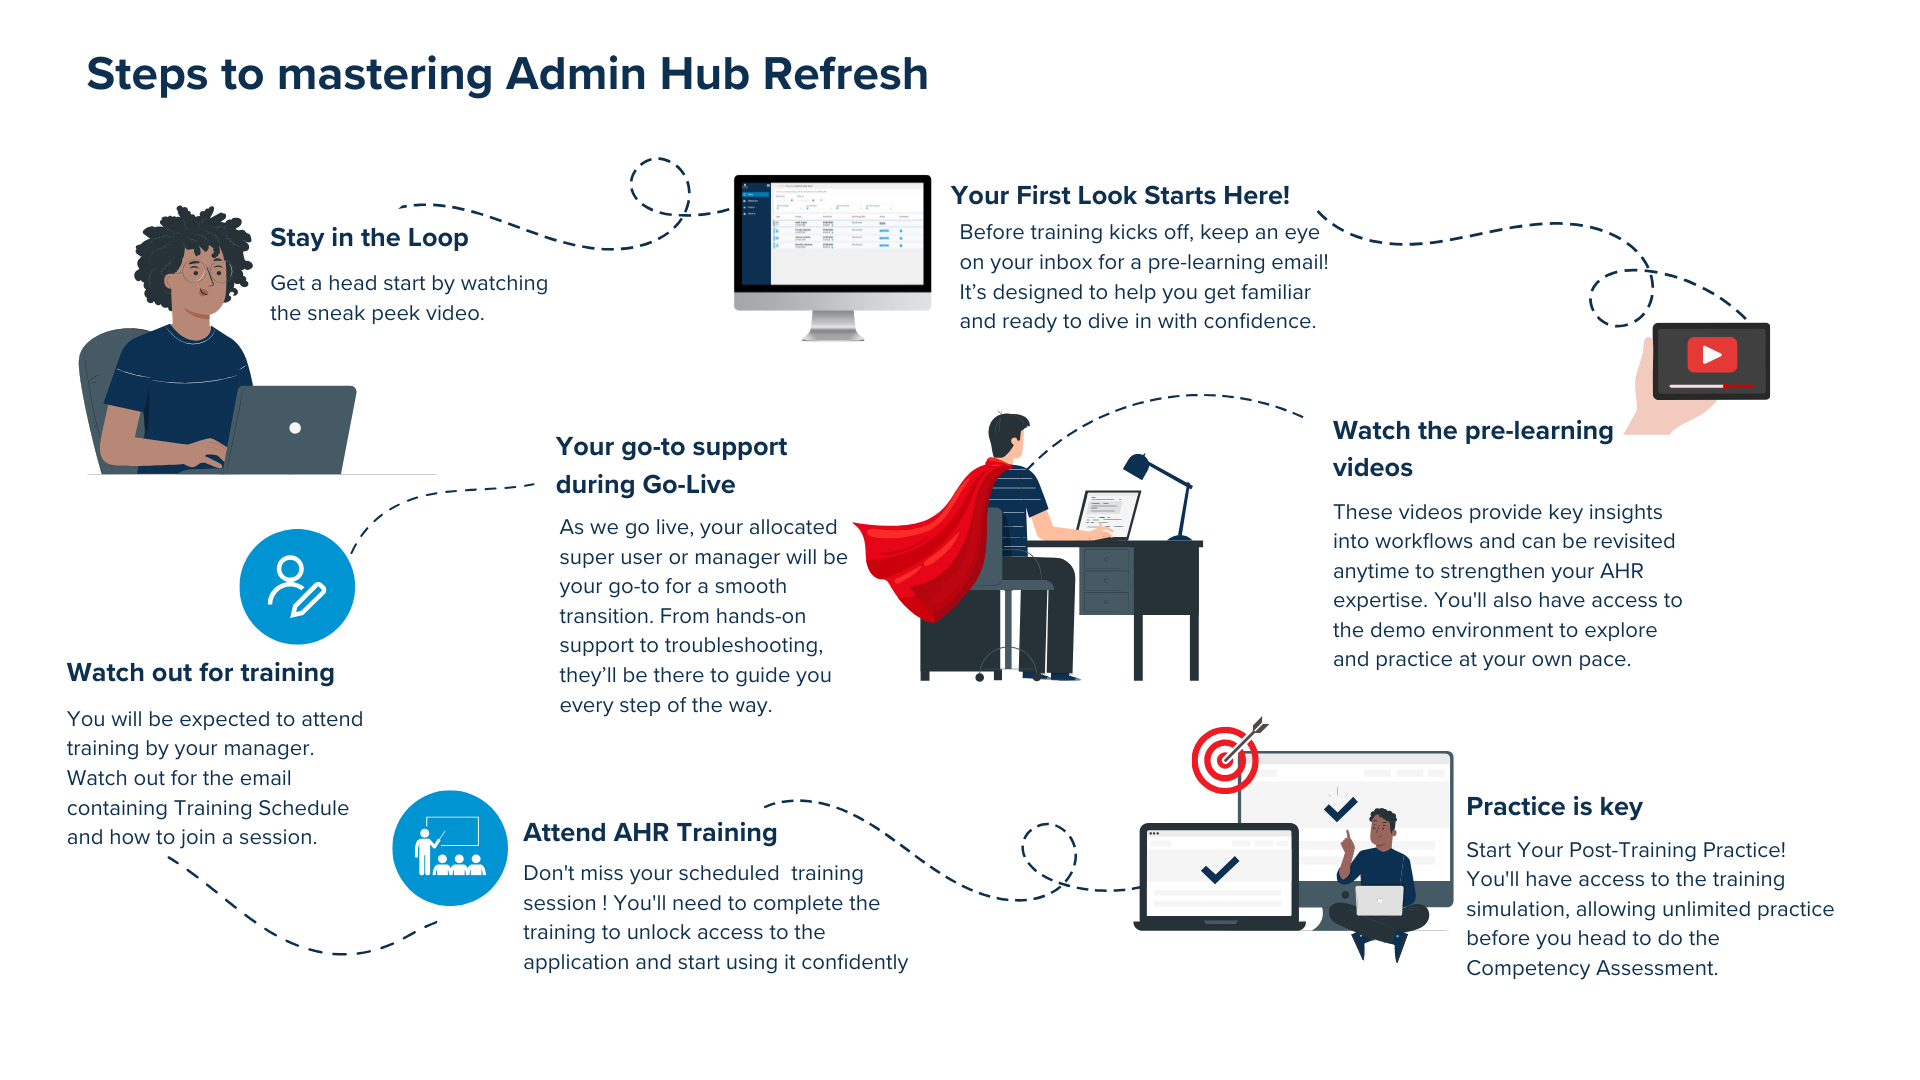 Steps to mastering Admin Hub Refresh
Stay in the Loop
Get a head start by watching
the sneak peek video.
Your First Look Starts Here!
Before training kicks off, keep an eye
on your inbox for a pre-learning email!
It’s designed to help you get familiar
and ready to dive in with confidence.
Watch the pre-learning
videos
These videos provide key insights
into workflows and can be revisited
anytime to strengthen your AHR
expertise. You'll also have access to
the demo environment to explore
and practice at your own pace.
Your go-to support
during Go-Live
As we go live, your allocated
super user or manager will be
your go-to for a smooth
transition. From hands-on
support to troubleshooting,
they’ll be there to guide you
every step of the way.
Watch out for training
You will be expected to attend
training by your manager.
Watch out for the email
containing Training Schedule
and how to join a session.
Attend AHR Training
Don't miss your scheduled  training
session ! You'll need to complete the
training to unlock access to the
application and start using it confidently
Practice is key
Start Your Post-Training Practice!
You'll have access to the training
simulation, allowing unlimited practice
before you head to do the
Competency Assessment.